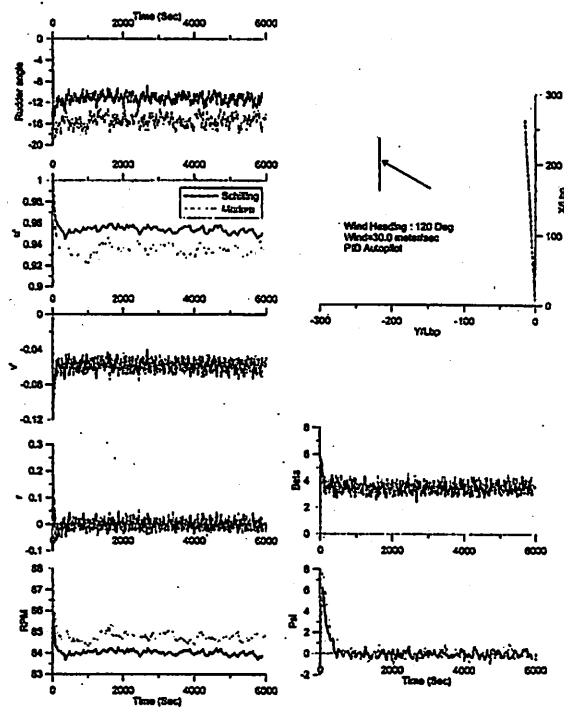 Time (Sec)
0 2000 4000 6000
0
-4
-8
-12
-16
-20
Rudder angle
0 2000 4000 6000
1
0.98
0.96
0.94
0.92
0.9
u'
Schilling
0 2000 4000 6000
Wind Heading : 120 Deg
Wind=30.0 meter/sec
PID Autopilot
300
200
100
0
X/Lbp
-300 -200 -100 0
Y/Lbp
0
-0.04
-0.08
-0.12
v'
0.3
0.2
0.1
0
-0.1
r
0 2000 4000 6000
8
6
4
2
0
Beta
0 2000 4000 6000
88
87
86
85
84
83
RPM
0 2000 4000 6000
Time (Sec)
8
6
4
2
0
-2
Psi
0 2000 4000 6000
Time (Sec)